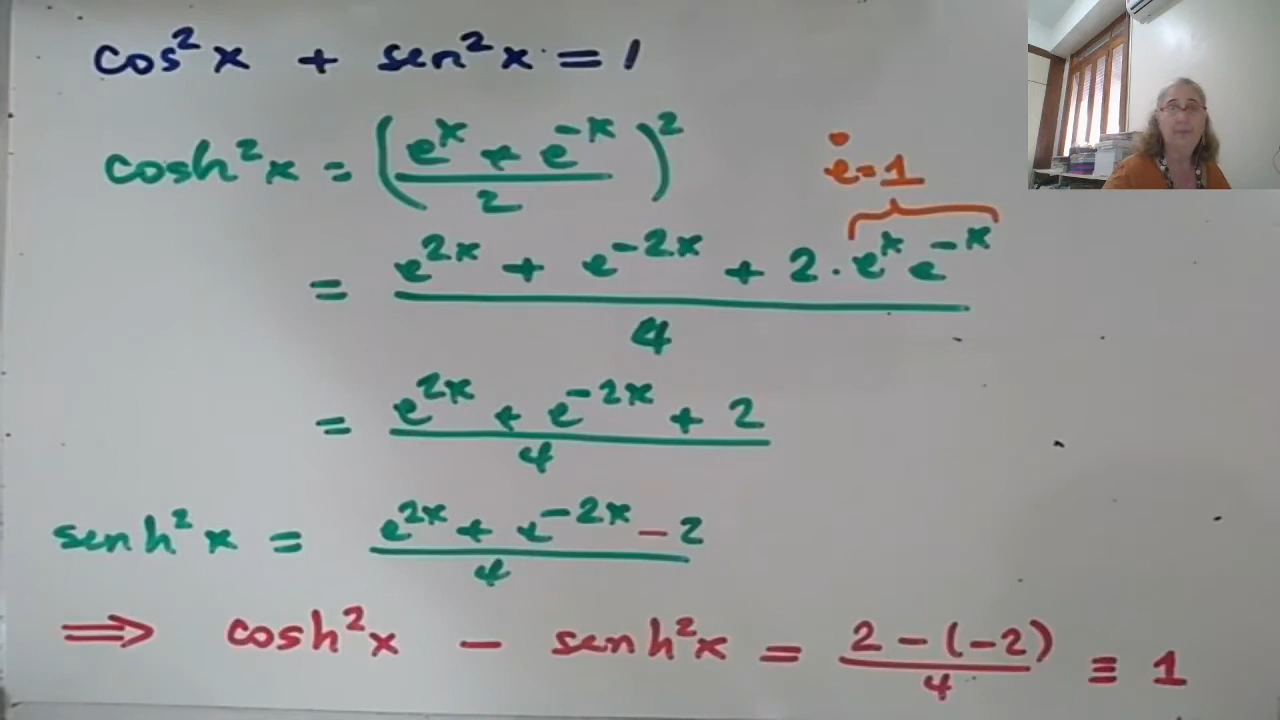 cos²x + sen²x = 1
cosh²x = (eˣ + e⁻ˣ / 2)²
e⁰ = 1
= e²ˣ + e⁻²ˣ + 2 · eˣ e⁻ˣ / 4
= e²ˣ + e⁻²ˣ + 2 / 4
senh²x = e²ˣ + e⁻²ˣ - 2 / 4
⟹ cosh²x - senh²x = 2 - (-2) / 4 ≡ 1